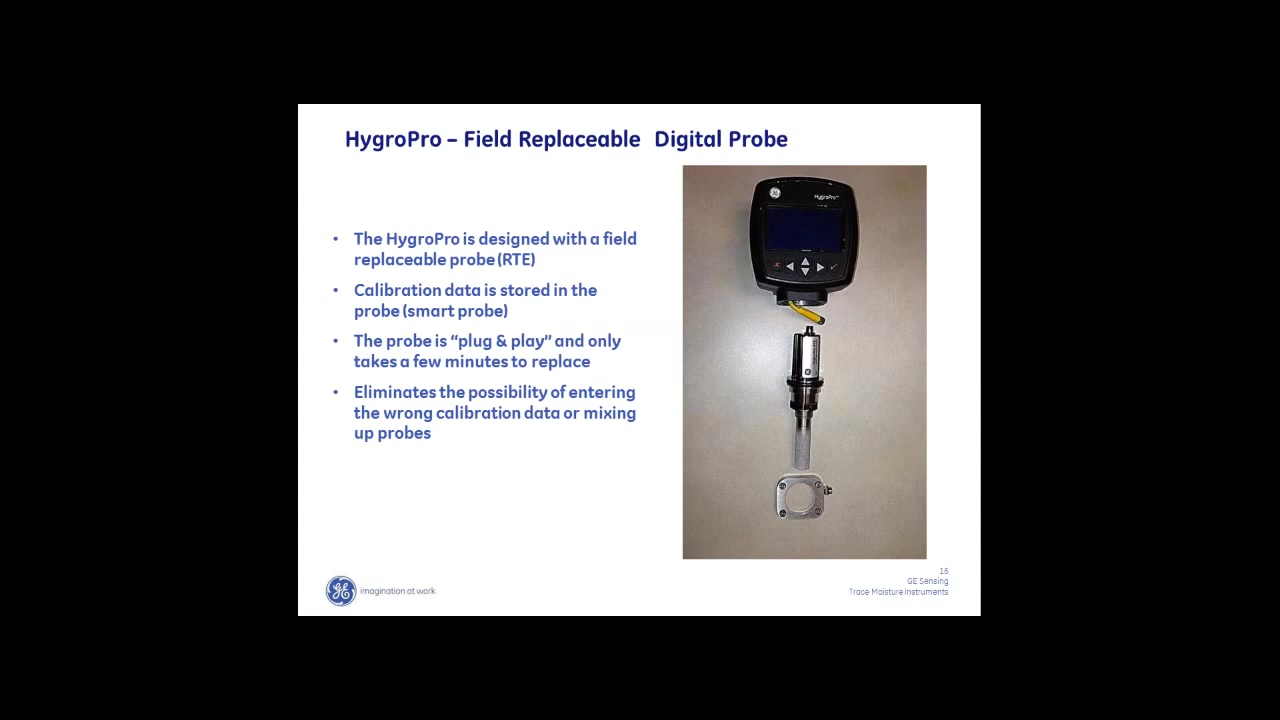 HygroPro – Field Replaceable Digital Probe
HygroPro™
• The HygroPro is designed with a field
replaceable probe (RTE)
• Calibration data is stored in the
probe (smart probe)
• The probe is “plug & play” and only
takes a few minutes to replace
• Eliminates the possibility of entering
the wrong calibration data or mixing
up probes
imagination at work
16
GE Sensing
Trace Moisture Instruments